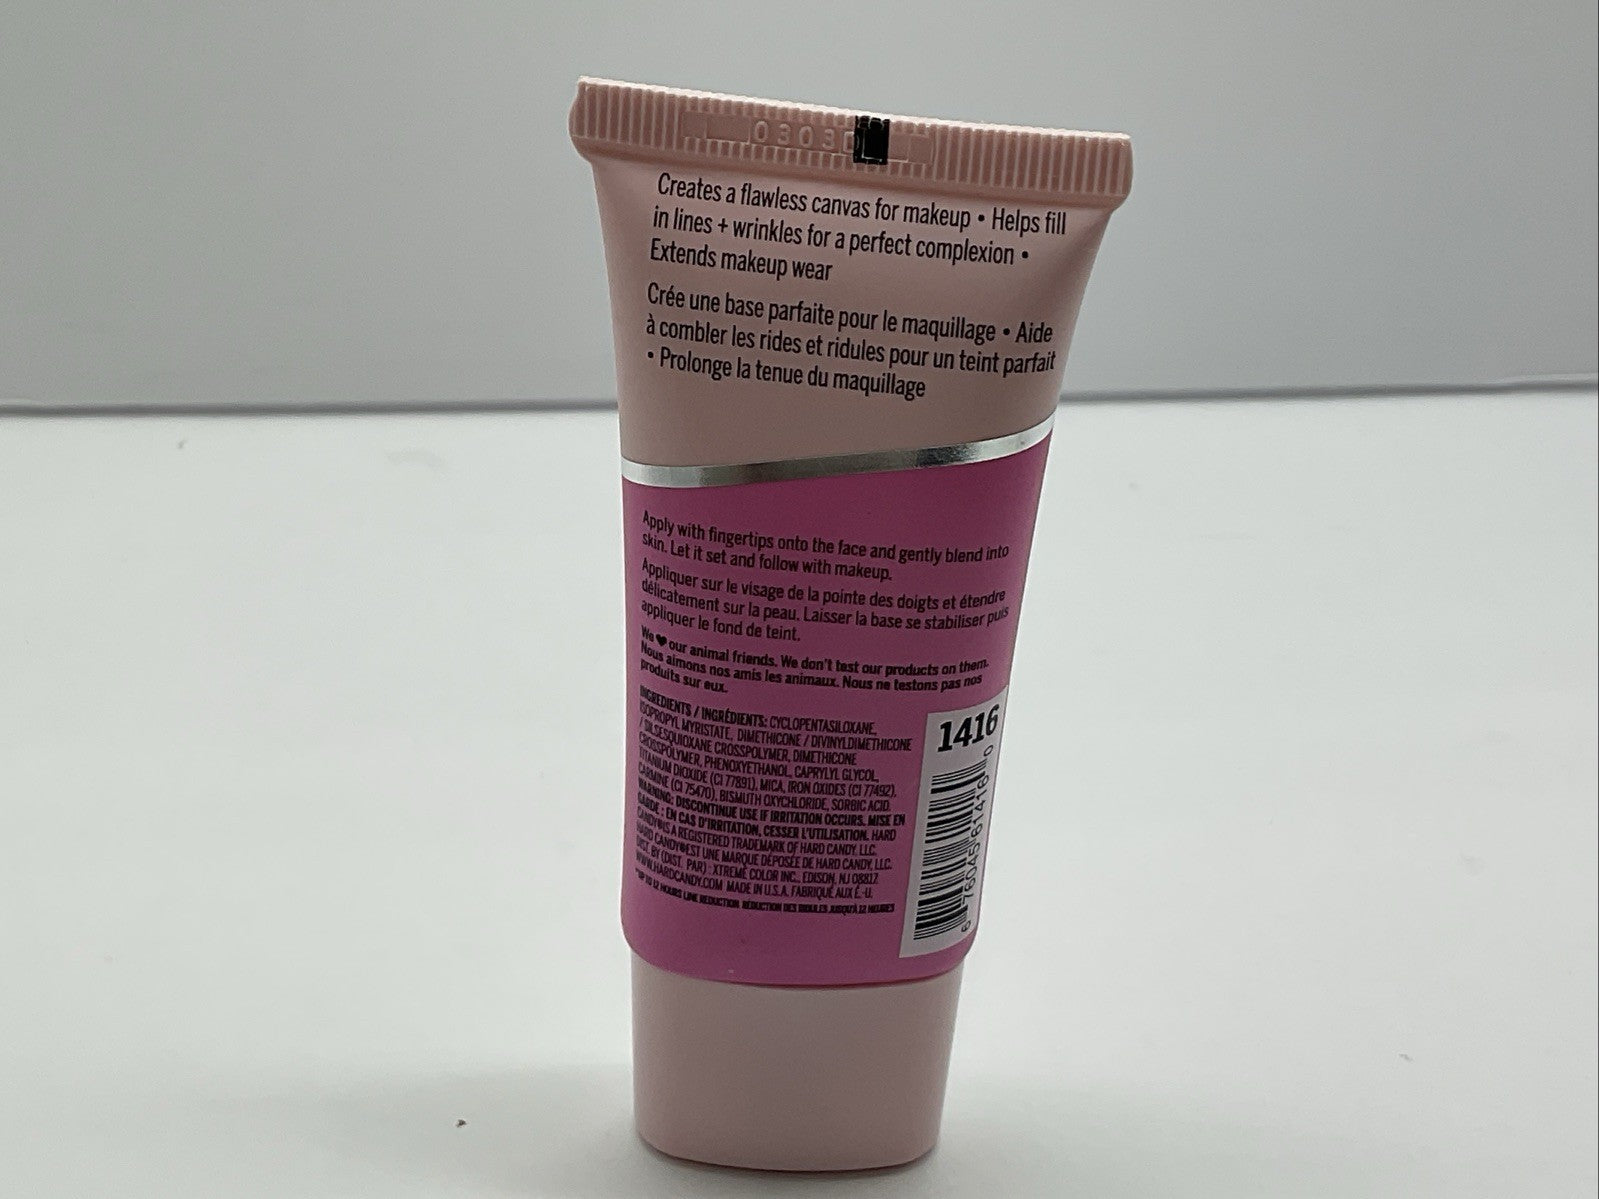 0303D
Creates a flawless canvas for makeup • Helps fill
in lines + wrinkles for a perfect complexion •
Extends makeup wear
Crée une base parfaite pour le maquillage • Aide
à combler les rides et ridules pour un teint parfait
• Prolonge la tenue du maquillage
Apply with fingertips onto the face and gently blend into
skin. Let it set and follow with makeup.
Appliquer sur le visage de la pointe des doigts et étendre
délicatement sur la peau. Laisser la base se stabiliser puis
appliquer le fond de teint.
We ♥ our animal friends. We don't test our products on them.
Nous aimons nos amis les animaux. Nous ne testons pas nos
produits sur eux.
INGREDIENTS / INGRÉDIENTS: CYCLOPENTASILOXANE,
ISOPROPYL MYRISTATE, DIMETHICONE / DIVINYLDIMETHICONE
/ SILSESQUIOXANE CROSSPOLYMER, DIMETHICONE
CROSSPOLYMER, PHENOXYETHANOL, CAPRYLYL GLYCOL,
TITANIUM DIOXIDE (CI 77891), MICA, IRON OXIDES (CI 77492),
CARMINE (CI 75470), BISMUTH OXYCHLORIDE, SORBIC ACID.
WARNING: DISCONTINUE USE IF IRRITATION OCCURS. MISE EN
GARDE : EN CAS D'IRRITATION, CESSER L'UTILISATION. HARD
CANDY® IS A REGISTERED TRADEMARK OF HARD CANDY, LLC.
HARD CANDY® EST UNE MARQUE DÉPOSÉE DE HARD CANDY, LLC.
DIST. BY (DIST. PAR) : XTREME COLOR INC., EDISON, NJ 08817.
WWW.HARDCANDY.COM MADE IN U.S.A. FABRIQUÉ AUX É.-U.
*UP TO 12 HOURS LINE REDUCTION RÉDUCTION DES RIDULES JUSQU'À 12 HEURES
1416
6 76045 61416 0